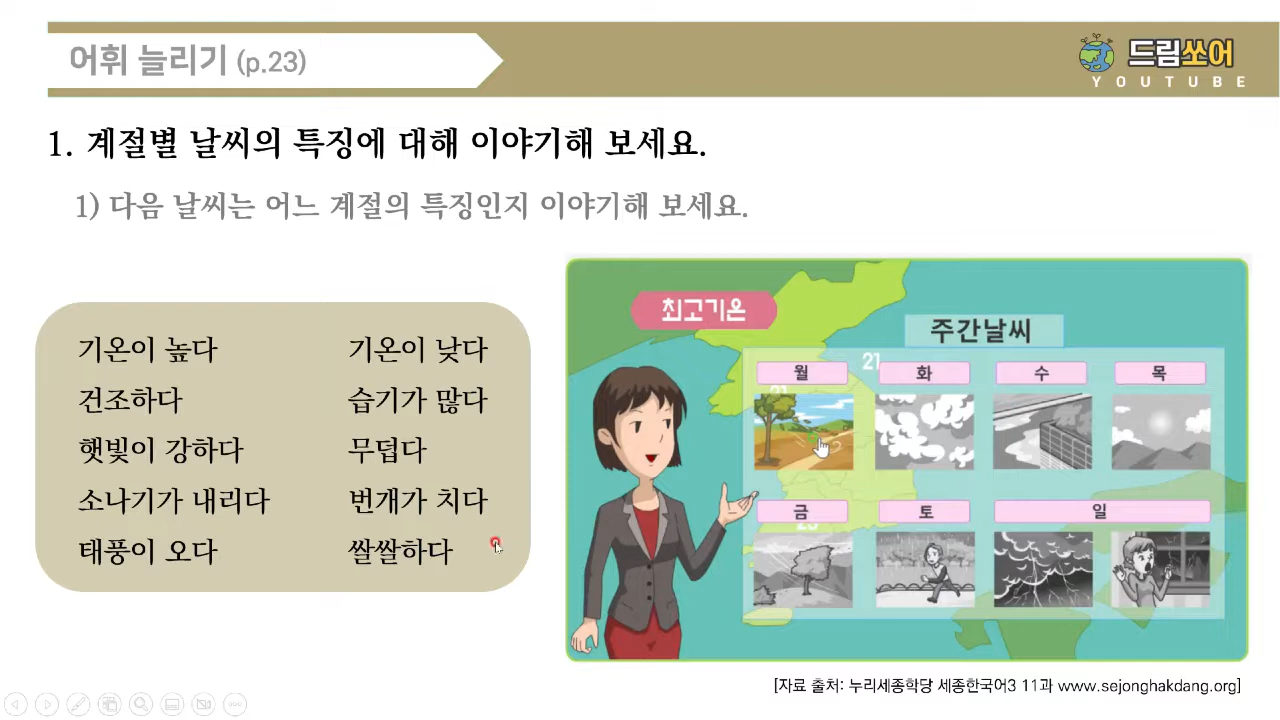 어휘 늘리기 (p.23)
드림쏘어
YOUTUBE
1. 계절별 날씨의 특징에 대해 이야기해 보세요.
1) 다음 날씨는 어느 계절의 특징인지 이야기해 보세요.
기온이 높다 기온이 낮다
건조하다 습기가 많다
햇빛이 강하다 무덥다
소나기가 내리다 번개가 치다
태풍이 오다 쌀쌀하다
최고기온
주간날씨
21
월 화 수 목
21
금 토 일
23
[자료 출처: 누리세종학당 세종한국어3 11과 www.sejonghakdang.org]